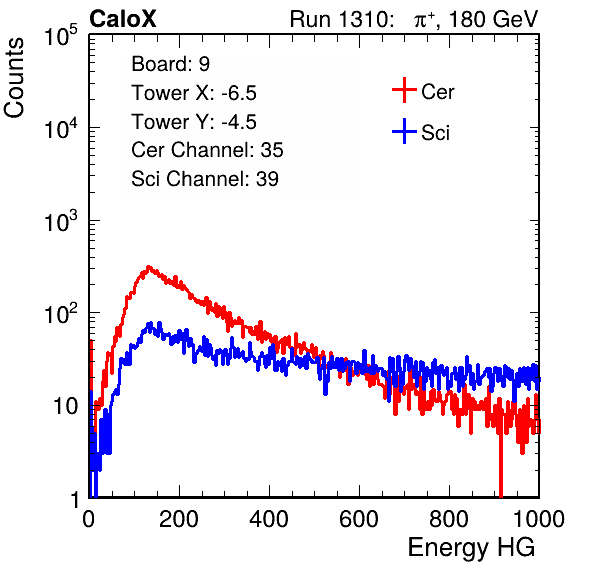 CaloX Run 1310: π⁺, 180 GeV
Counts
10⁵
10⁴
10³
10²
10
1
Board: 9
Tower X: -6.5
Tower Y: -4.5
Cer Channel: 35
Sci Channel: 39
Cer
Sci
0 200 400 600 800 1000
Energy HG